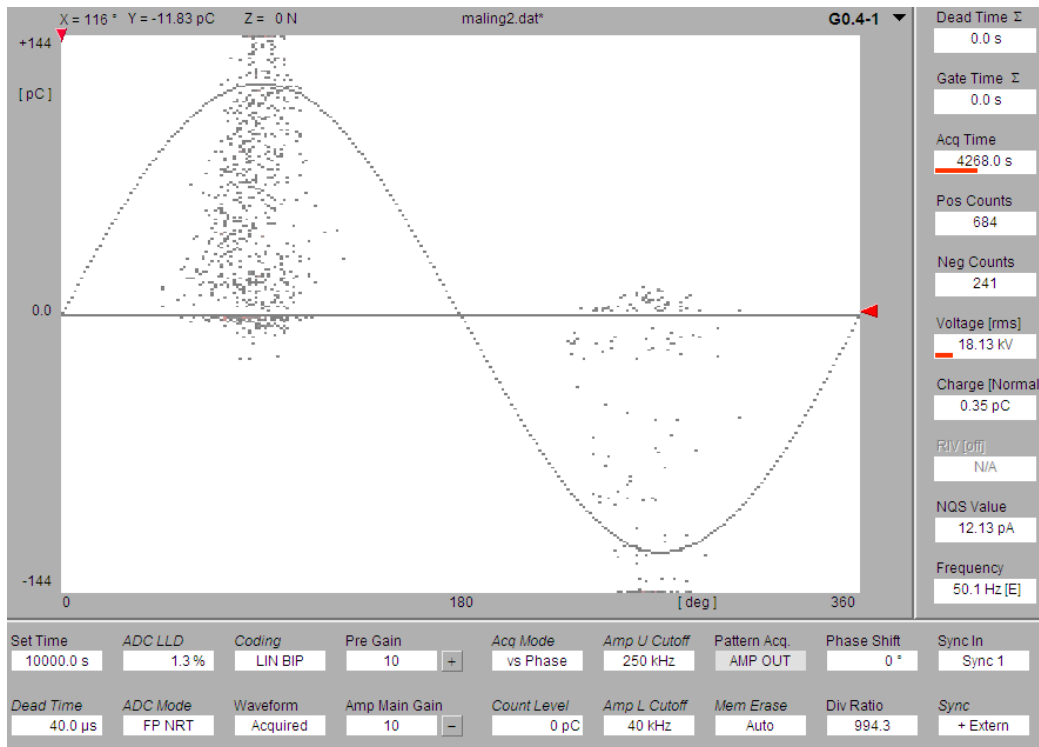 X = 116 ° Y = -11.83 pC Z = 0 N maling2.dat* G0.4-1
+144
[pC]
0.0
-144
0 180 [deg] 360
Dead Time Σ
0.0 s
Gate Time Σ
0.0 s
Acq Time
4268.0 s
Pos Counts
684
Neg Counts
241
Voltage [rms]
18.13 kV
Charge [Normal
0.35 pC
RIV [off]
N/A
NQS Value
12.13 pA
Frequency
50.1 Hz [E]
Set Time ADC LLD Coding Pre Gain Acq Mode Amp U Cutoff Pattern Acq. Phase Shift Sync In
10000.0 s 1.3 % LIN BIP 10 + vs Phase 250 kHz AMP OUT 0 ° Sync 1
Dead Time ADC Mode Waveform Amp Main Gain Count Level Amp L Cutoff Mem Erase Div Ratio Sync
40.0 µs FP NRT Acquired 10 − 0 pC 40 kHz Auto 994.3 + Extern